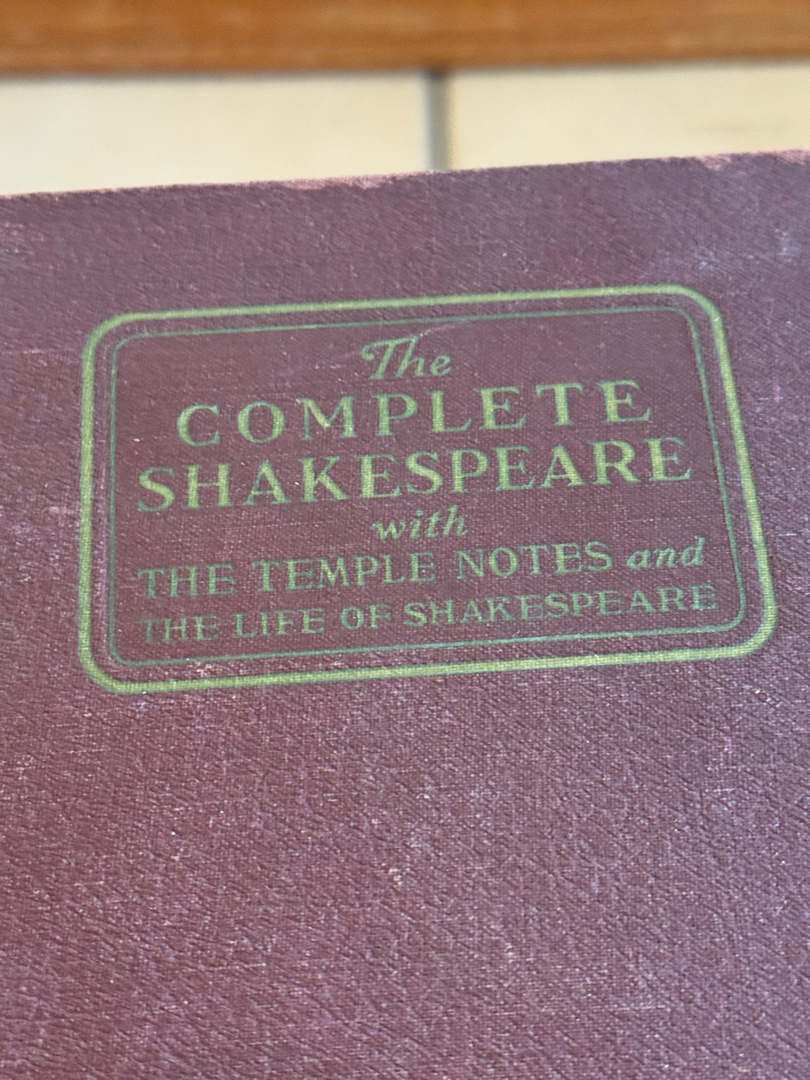 The
COMPLETE
SHAKESPEARE
with
THE TEMPLE NOTES and
THE LIFE OF SHAKESPEARE